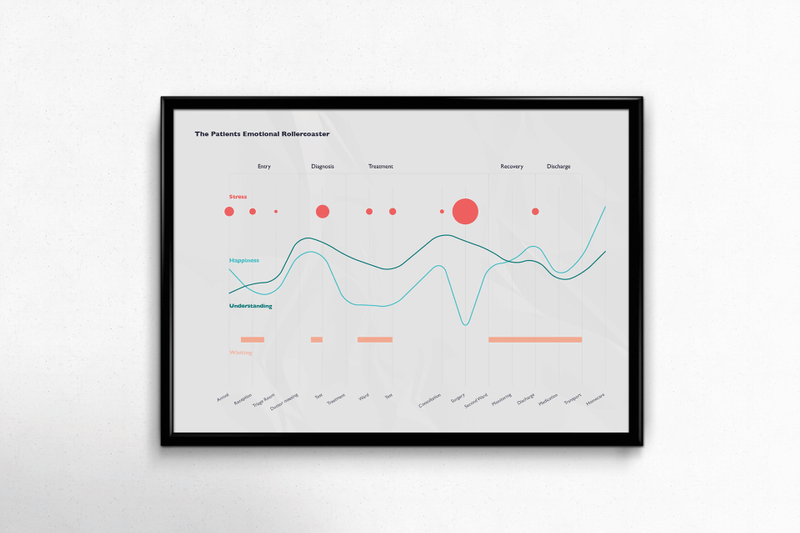 The Patients Emotional Rollercoaster
Entry
Diagnosis
Treatment
Recovery
Discharge
Stress
Happiness
Understanding
Waiting
Arrival
Reception
Triage Room
Doctor meeting
Test
Treatment
Ward
Test
Consultation
Surgery
Second Ward
Monitoring
Discharge
Medication
Transport
Homework